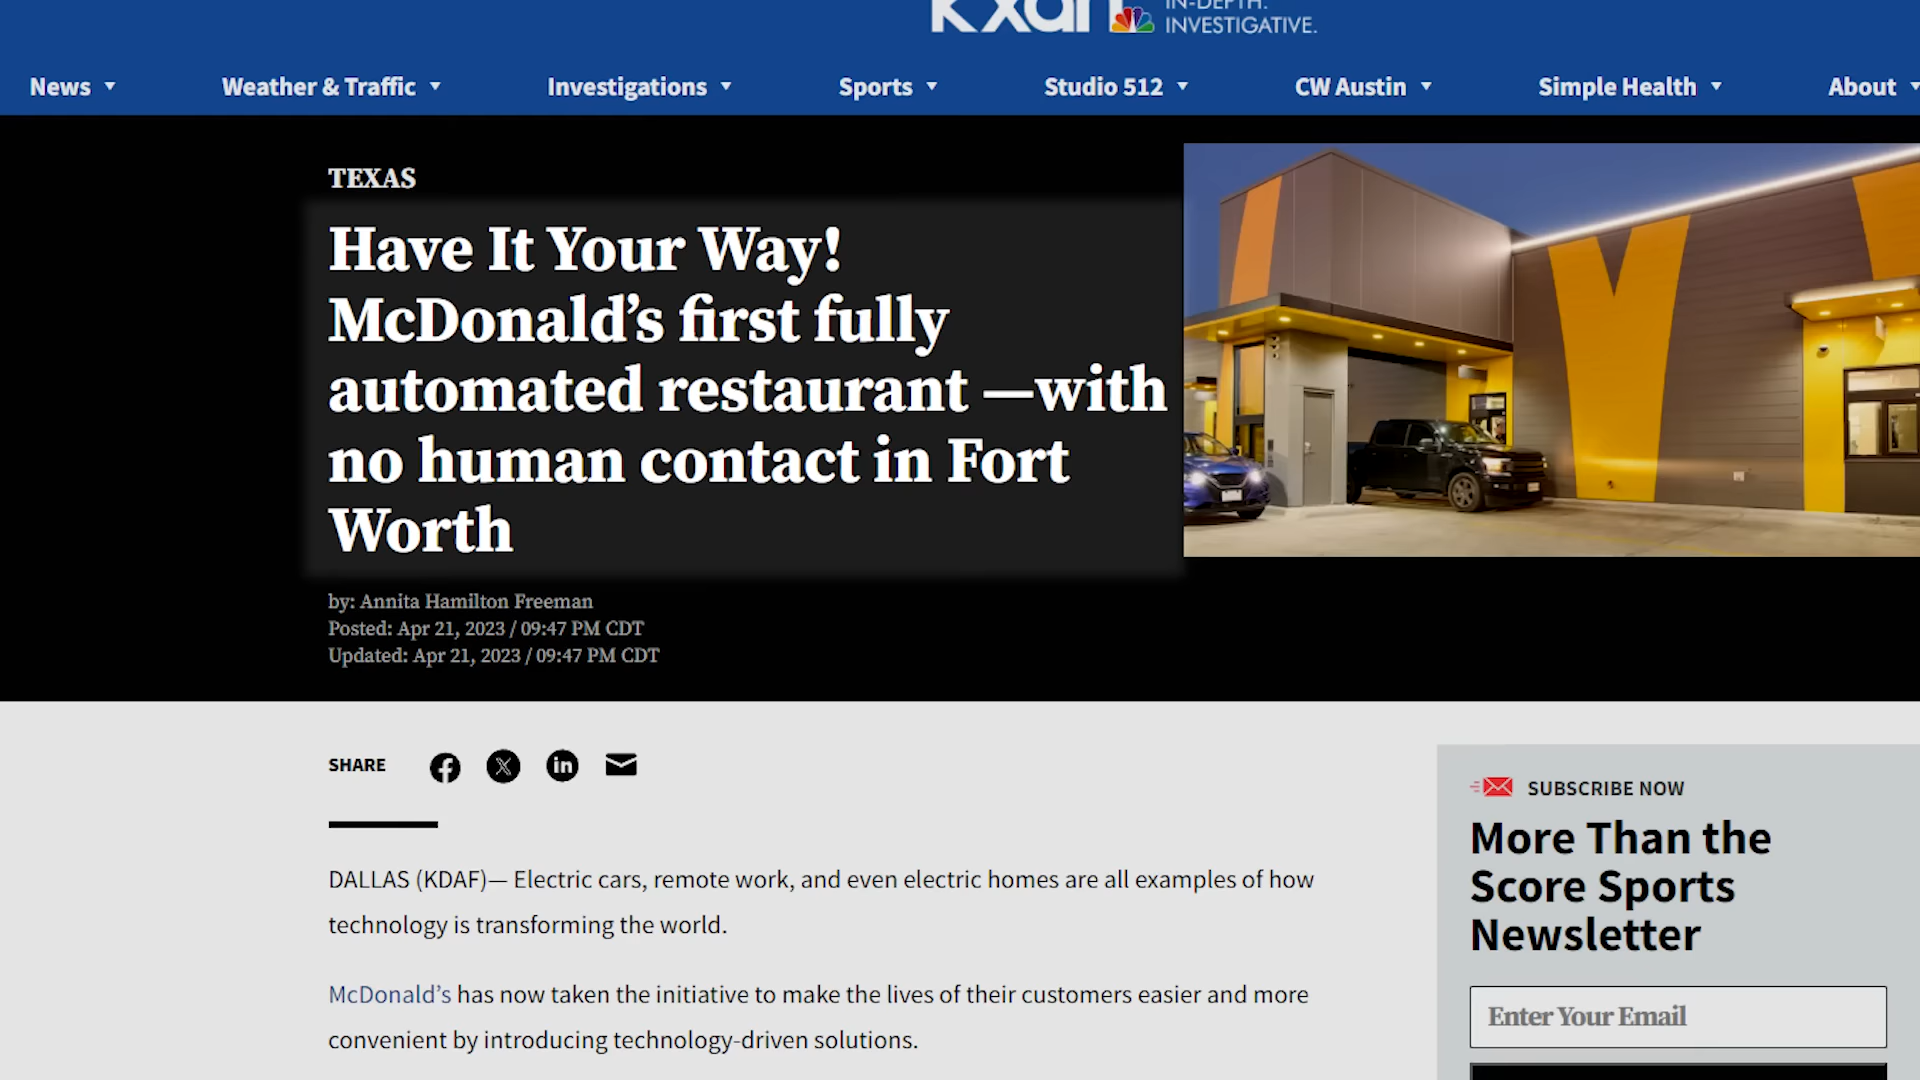 kxan
IN-DEPTH.
INVESTIGATIVE.
News
Weather & Traffic
Investigations
Sports
Studio 512
CW Austin
Simple Health
About
TEXAS
Have It Your Way!
McDonald’s first fully
automated restaurant —with
no human contact in Fort
Worth
by: Annita Hamilton Freeman
Posted: Apr 21, 2023 / 09:47 PM CDT
Updated: Apr 21, 2023 / 09:47 PM CDT
SHARE
DALLAS (KDAF)— Electric cars, remote work, and even electric homes are all examples of how
technology is transforming the world.
McDonald’s has now taken the initiative to make the lives of their customers easier and more
convenient by introducing technology-driven solutions.
SUBSCRIBE NOW
More Than the
Score Sports
Newsletter
Enter Your Email